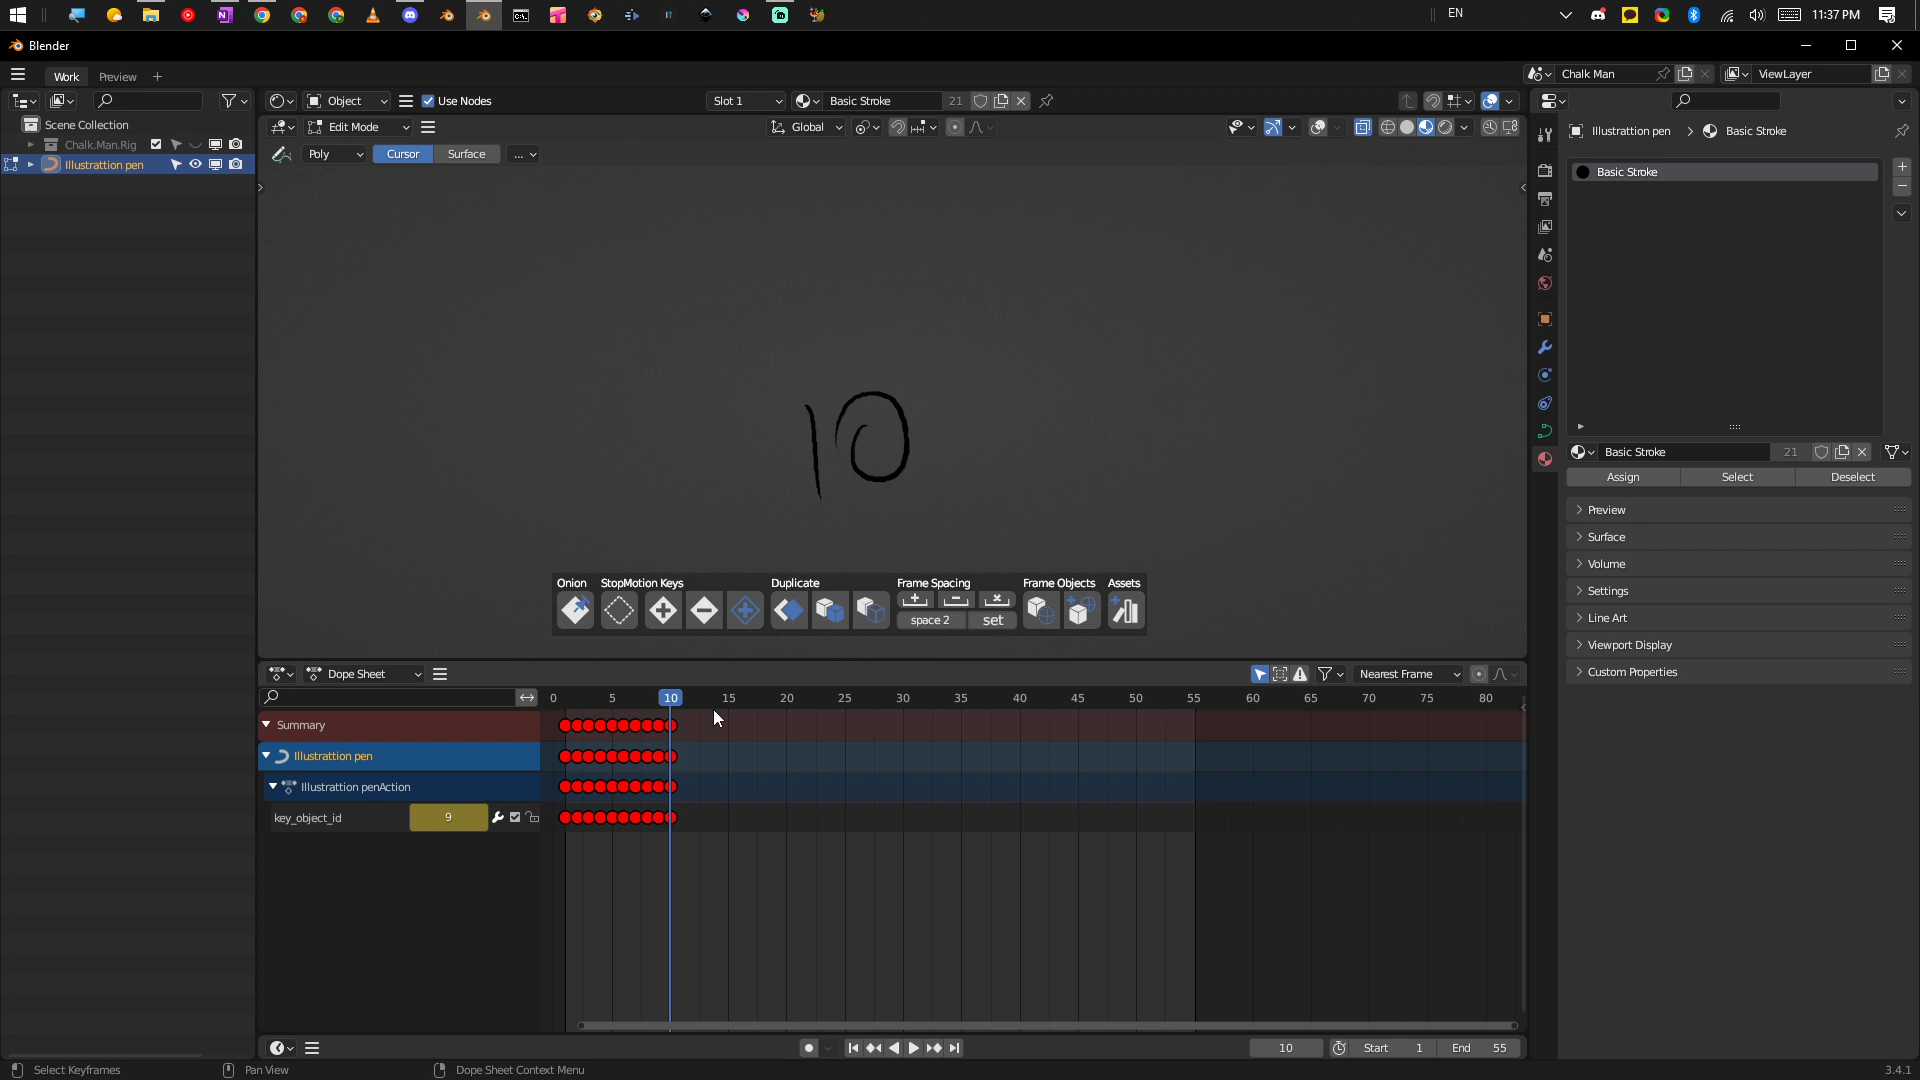 EN
11:37 PM
Blender
Work Preview +
Chalk Man
ViewLayer
Object
Use Nodes
Slot 1
Basic Stroke 21
Scene Collection
Chalk.Man.Rig
Illustrattion pen
Edit Mode
Global
Poly
Cursor Surface ...
Illustrattion pen > Basic Stroke
Basic Stroke
10
Basic Stroke 21
Assign Select Deselect
Preview
Surface
Volume
Settings
Line Art
Viewport Display
Custom Properties
Onion StopMotion Keys Duplicate Frame Spacing Frame Objects Assets
space 2 set
Dope Sheet
Nearest Frame
0 5 10 15 20 25 30 35 40 45 50 55 60 65 70 75 80
Summary
Illustrattion pen
Illustrattion penAction
key_object_id 9
10 Start 1 End 55
Select Keyframes Pan View Dope Sheet Context Menu 3.4.1